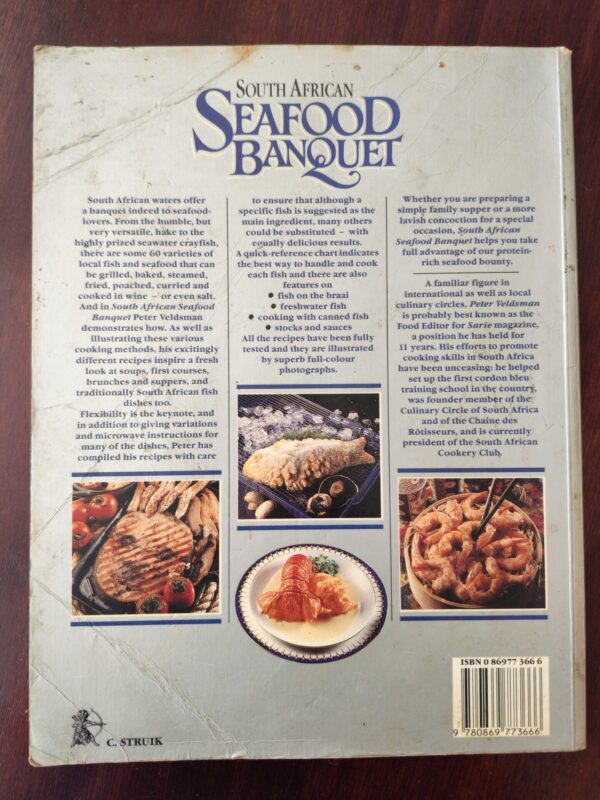 SOUTH AFRICAN
SEAFOOD
BANQUET
South African waters offer
a banquet indeed to seafood-
lovers. From the humble, but
very versatile, hake to the
highly prized seawater crayfish,
there are some 60 varieties of
local fish and seafood that can
be grilled, baked, steamed,
fried, poached, curried and
cooked in wine – or even salt.
And in South African Seafood
Banquet Peter Veldsman
demonstrates how. As well as
illustrating these various
cooking methods, his excitingly
different recipes inspire a fresh
look at soups, first courses,
brunches and suppers, and
traditionally South African fish
dishes too.
Flexibility is the keynote, and
in addition to giving variations
and microwave instructions for
many of the dishes, Peter has
compiled his recipes with care
to ensure that although a
specific fish is suggested as the
main ingredient, many others
could be substituted – with
equally delicious results.
A quick-reference chart indicates
the best way to handle and cook
each fish and there are also
features on
• fish on the braai
• freshwater fish
• cooking with canned fish
• stocks and sauces
All the recipes have been fully
tested and they are illustrated
by superb full-colour
photographs.
Whether you are preparing a
simple family supper or a more
lavish concoction for a special
occasion, South African
Seafood Banquet helps you take
full advantage of our protein-
rich seafood bounty.
A familiar figure in
international as well as local
culinary circles, Peter Veldsman
is probably best known as the
Food Editor for Sarie magazine,
a position he has held for
11 years. His efforts to promote
cooking skills in South Africa
have been unceasing: he helped
set up the first cordon bleu
training school in the country,
was founder member of the
Culinary Circle of South Africa
and of the Chaine des
Rôtisseurs, and is currently
president of the South African
Cookery Club.
ISBN 0 86977 366 6
9 780869 773666
C. STRUIK